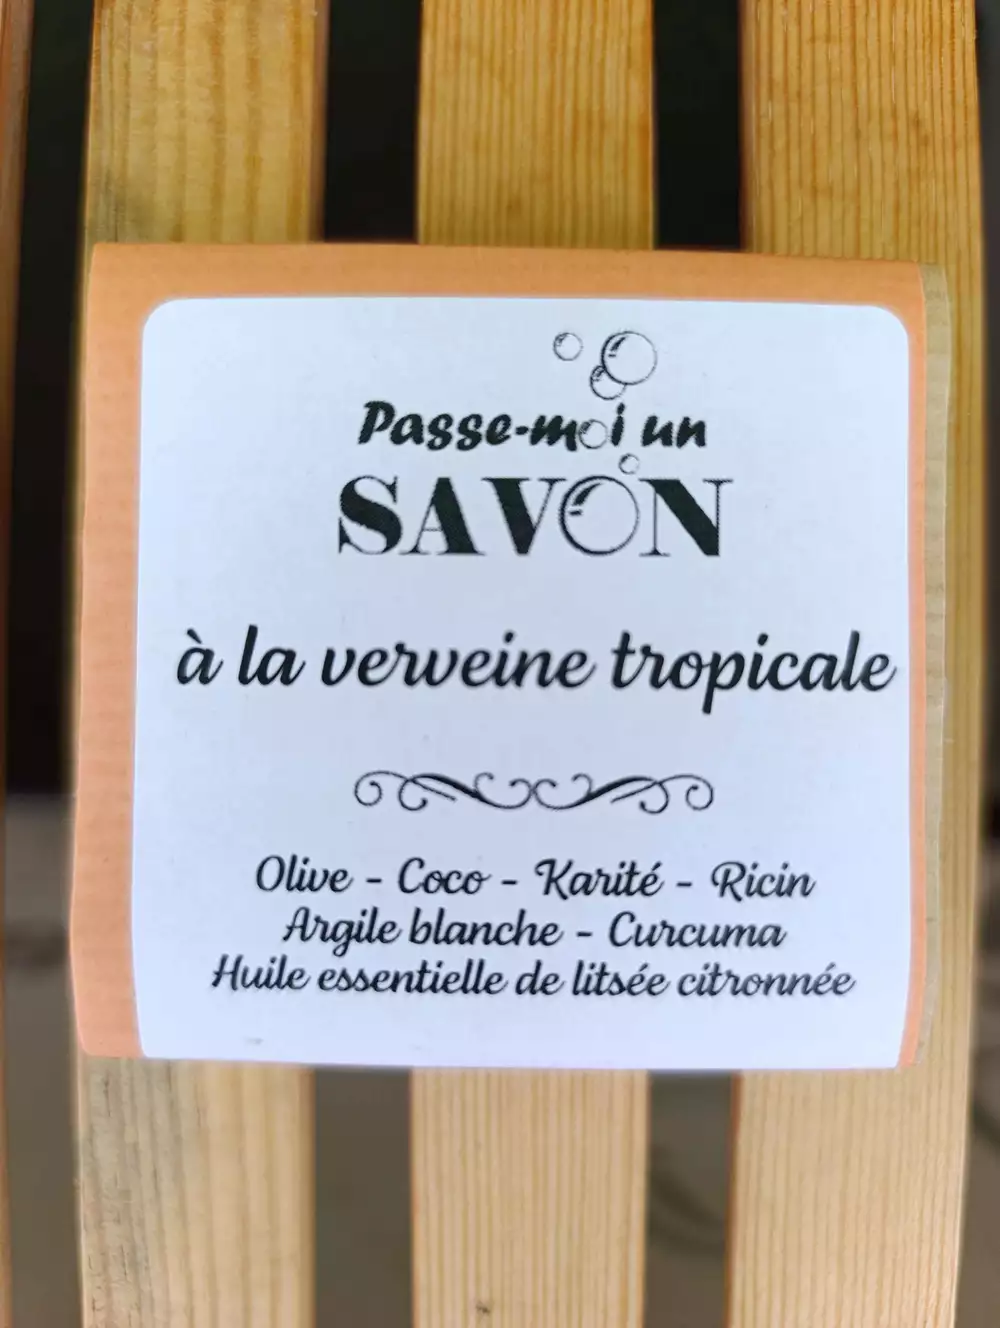 Passe-moi un
SAVON
à la verveine tropicale
Olive - Coco - Karité - Ricin
Argile blanche - Curcuma
Huile essentielle de litsée citronnée